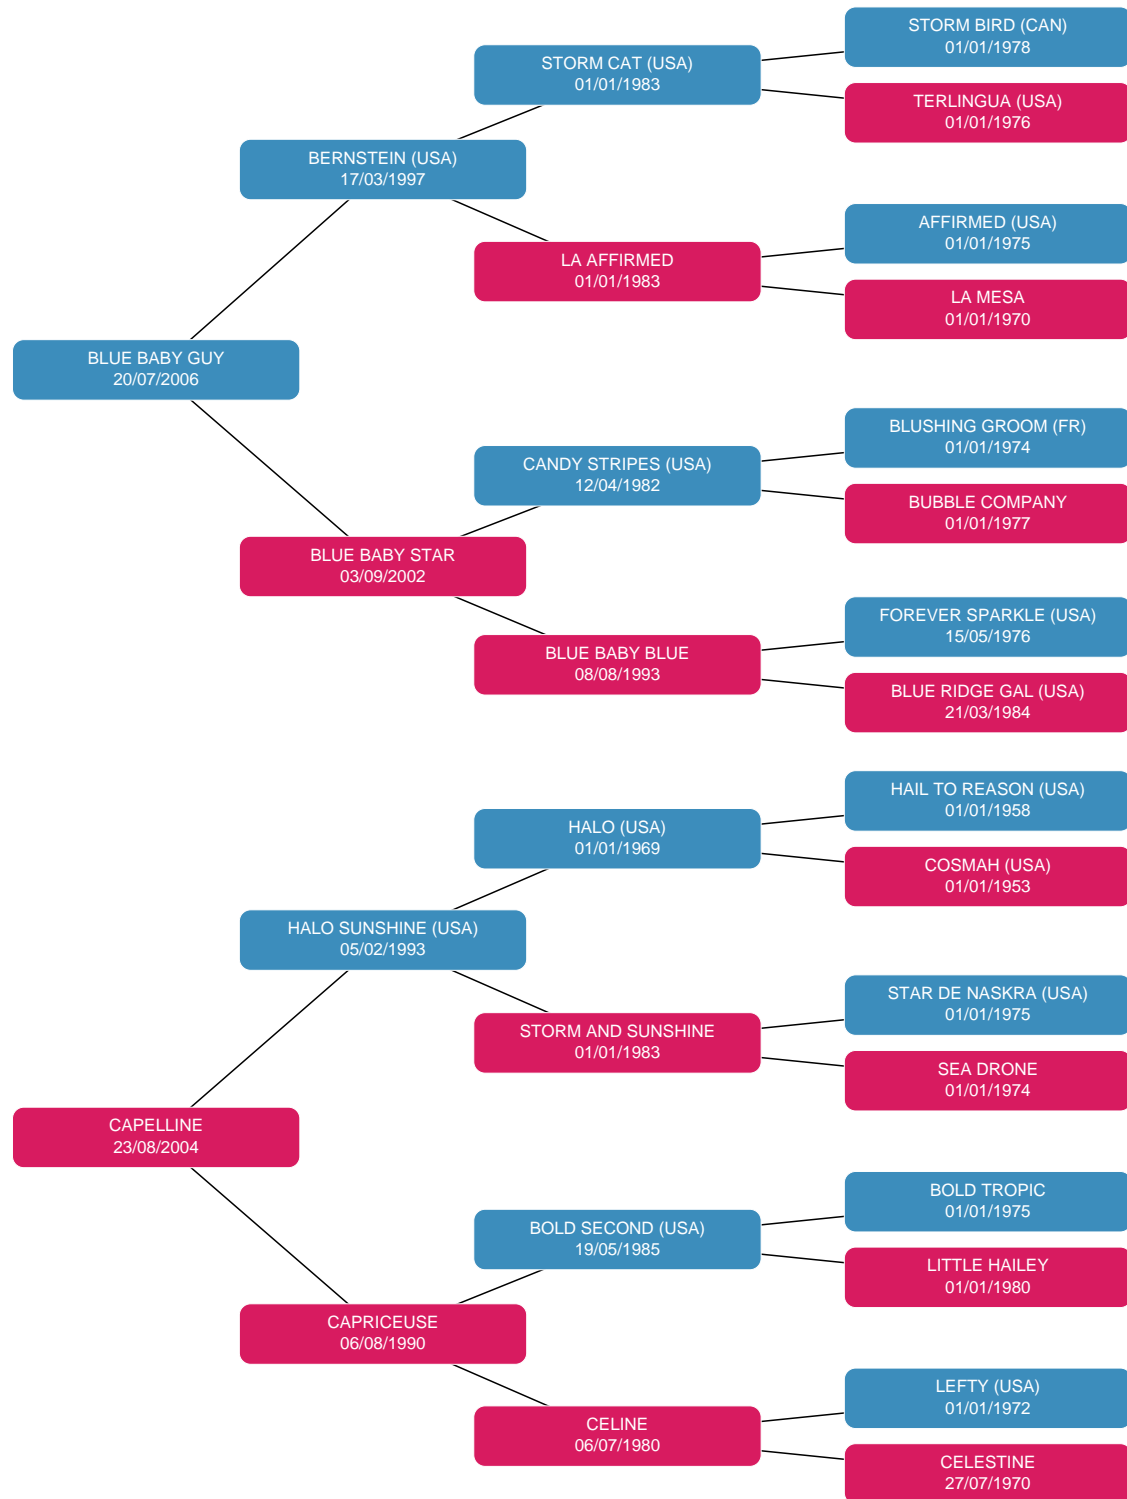 STORM BIRD (CAN)
01/01/1978
STORM CAT (USA)
01/01/1983
TERLINGUA (USA)
01/01/1976
BERNSTEIN (USA)
17/03/1997
AFFIRMED (USA)
01/01/1975
LA AFFIRMED
01/01/1983
LA MESA
01/01/1970
BLUE BABY GUY
20/07/2006
BLUSHING GROOM (FR)
01/01/1974
CANDY STRIPES (USA)
12/04/1982
BUBBLE COMPANY
01/01/1977
BLUE BABY STAR
03/09/2002
FOREVER SPARKLE (USA)
15/05/1976
BLUE BABY BLUE
08/08/1993
BLUE RIDGE GAL (USA)
21/03/1984
HAIL TO REASON (USA)
01/01/1958
HALO (USA)
01/01/1969
COSMAH (USA)
01/01/1953
HALO SUNSHINE (USA)
05/02/1993
STAR DE NASKRA (USA)
01/01/1975
STORM AND SUNSHINE
01/01/1983
SEA DRONE
01/01/1974
CAPELLINE
23/08/2004
BOLD TROPIC
01/01/1975
BOLD SECOND (USA)
19/05/1985
LITTLE HAILEY
01/01/1980
CAPRICEUSE
06/08/1990
LEFTY (USA)
01/01/1972
CELINE
06/07/1980
CELESTINE
27/07/1970